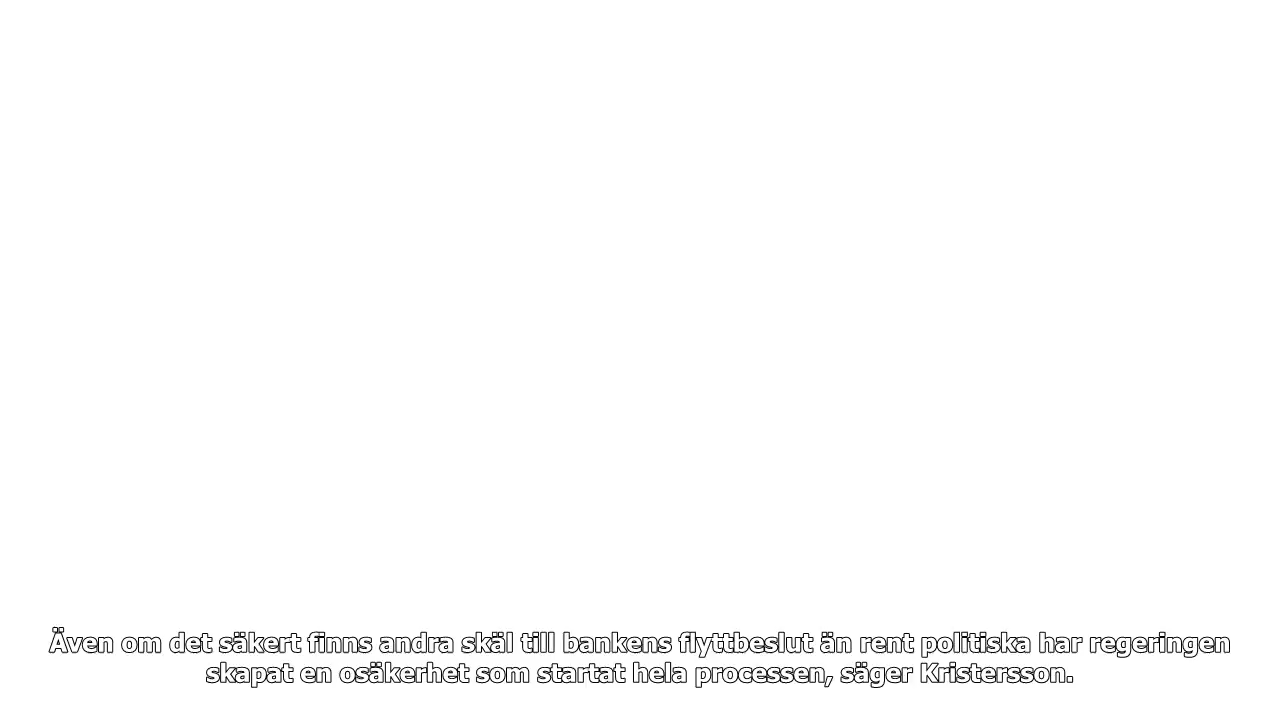 Även om det säkert finns andra skäl till bankens flyttbeslut än rent politiska har regeringen
skapat en osäkerhet som startat hela processen, säger Kristersson.